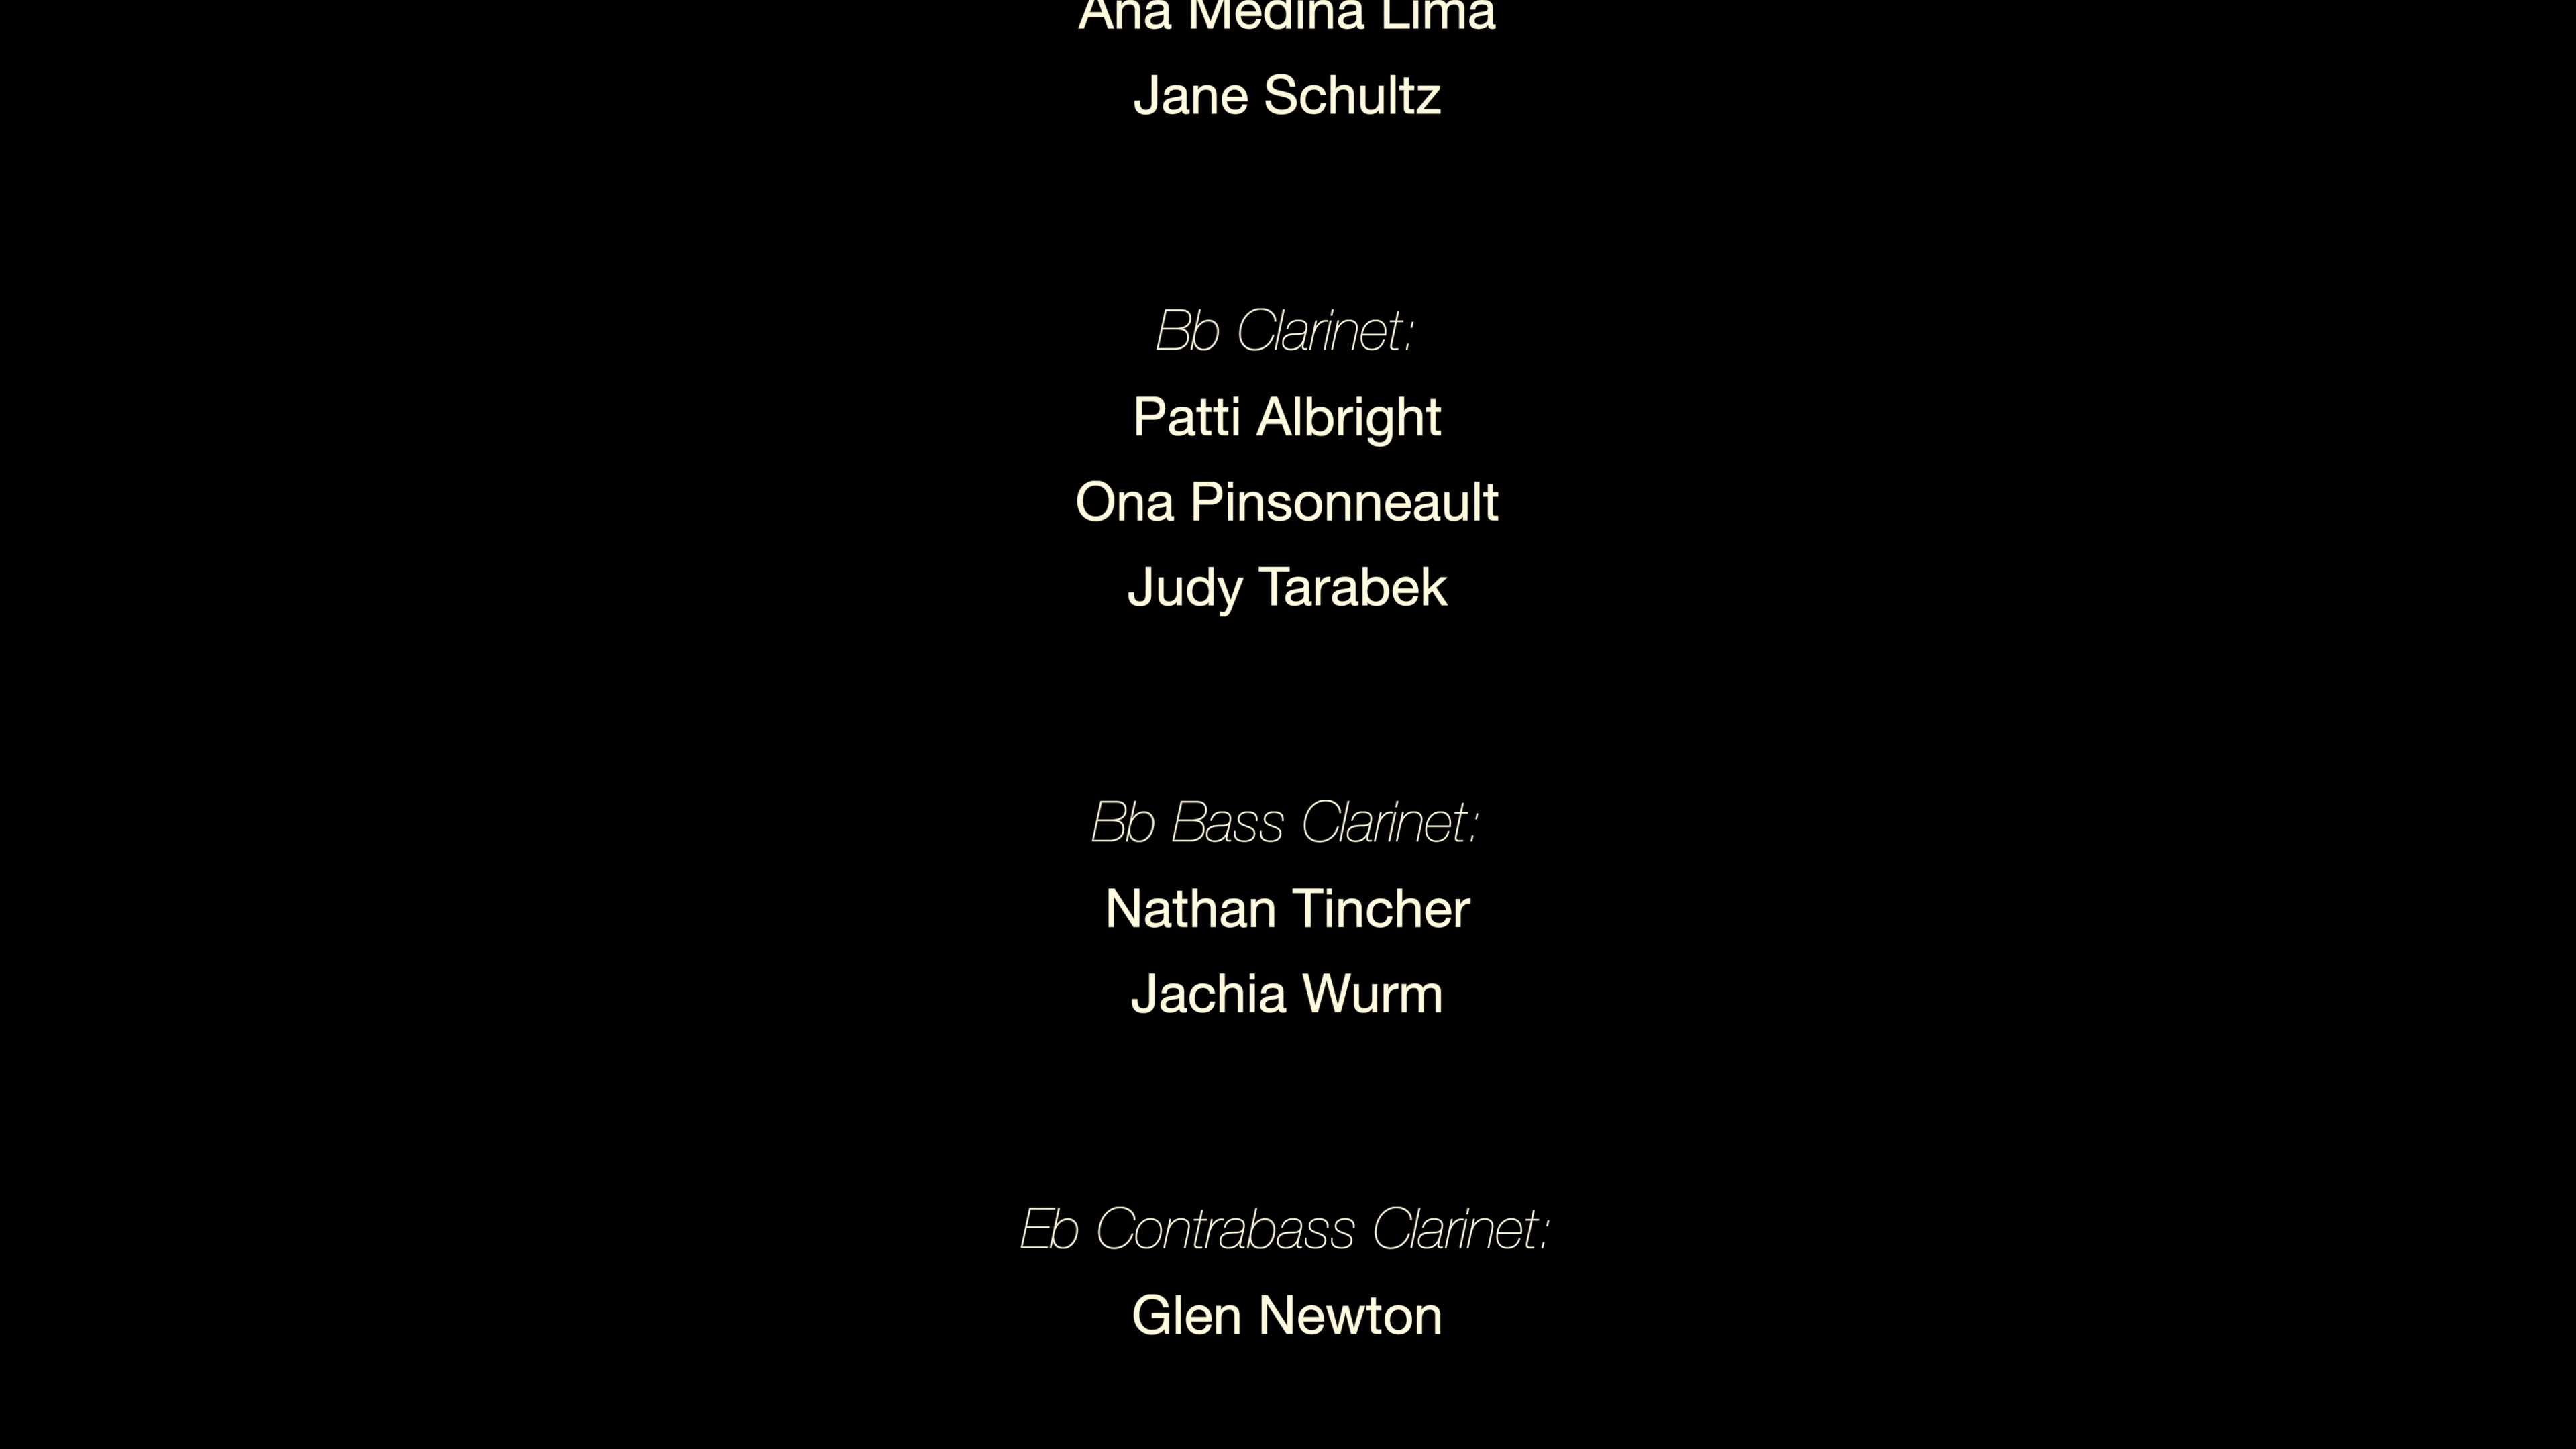 Ana Medina Lima
Jane Schultz
Bb Clarinet:
Patti Albright
Ona Pinsonneault
Judy Tarabek
Bb Bass Clarinet:
Nathan Tincher
Jachia Wurm
Eb Contrabass Clarinet:
Glen Newton